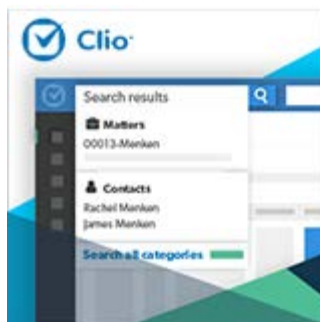 Clio
Search results
Matters
00013-Menken
Contacts
Rachel Menken
James Menken
Search all categories